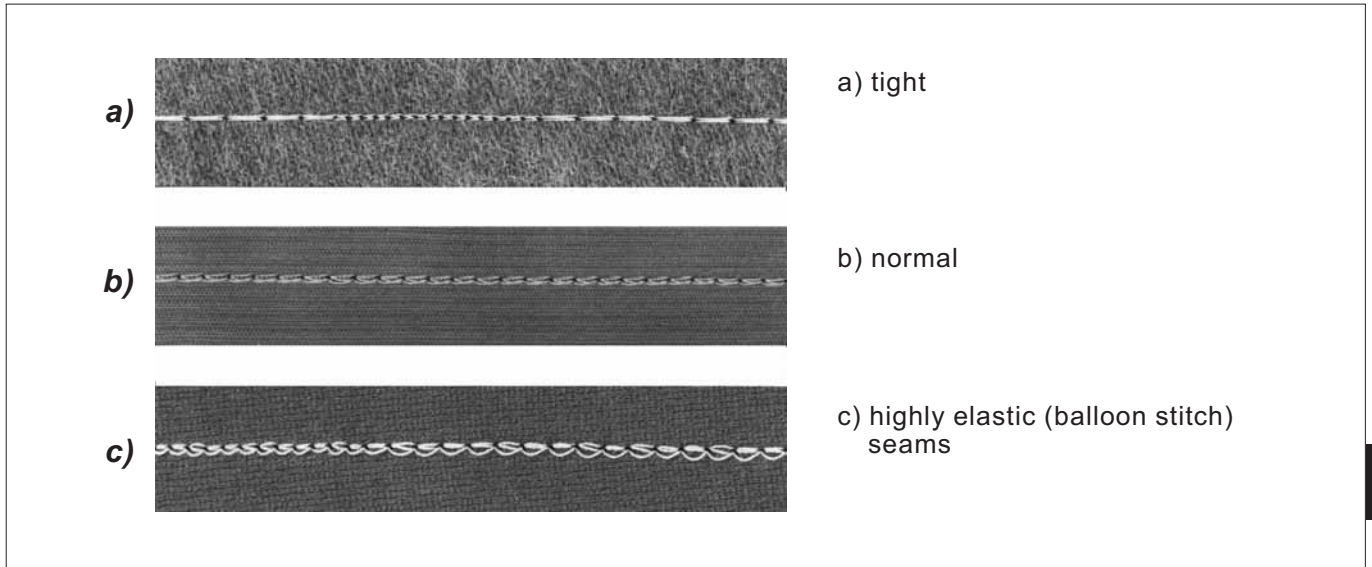 a)
a) tight
b)
b) normal
c)
c) highly elastic (balloon stitch)
seams